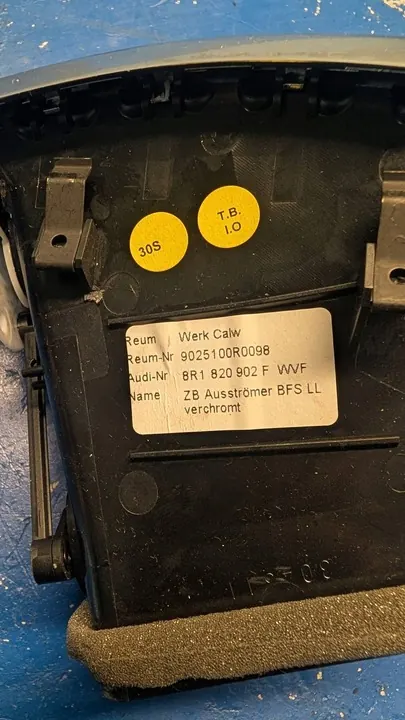 30S
T.B.
I.O
Reum Werk Calw
Reum-Nr 9025100R0098
Audi-Nr 8R1 820 902 F WVF
Name ZB Ausströmer BFS LL
verchromt